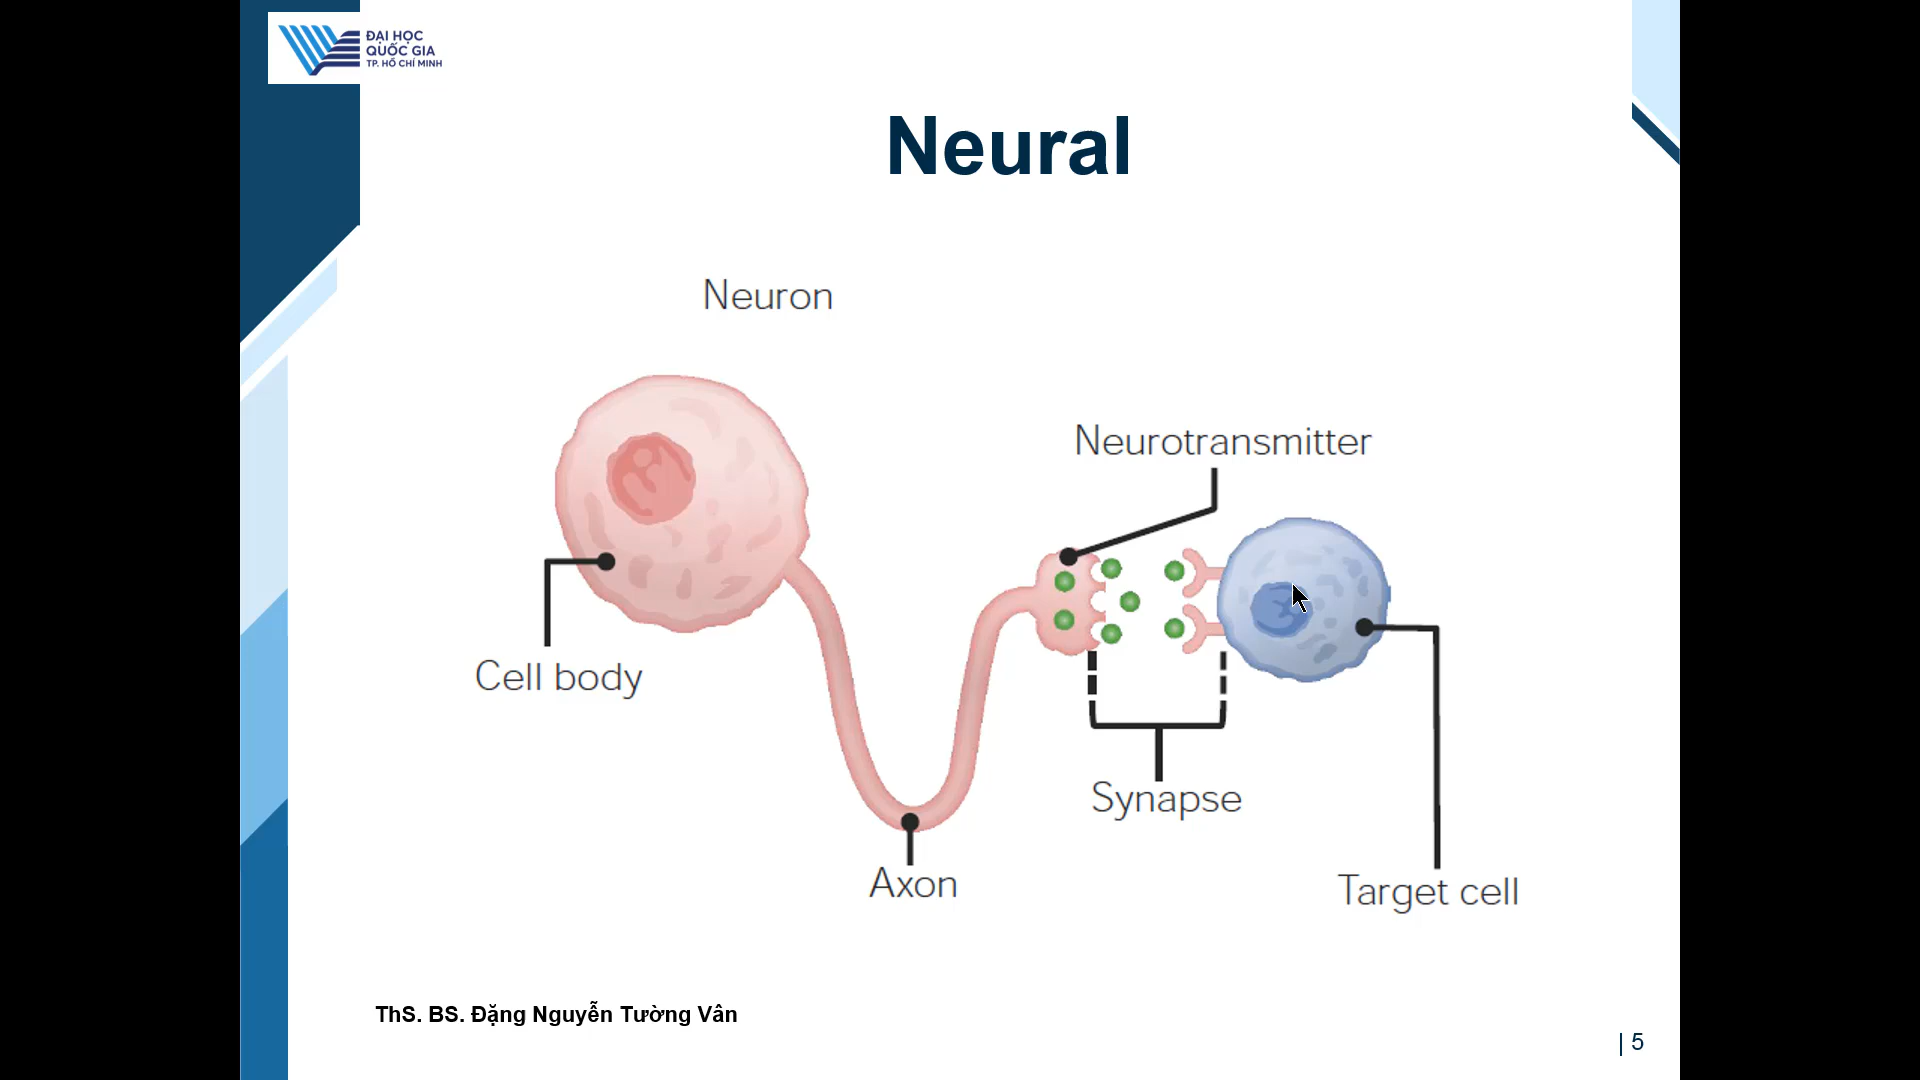 ĐẠI HỌC
QUỐC GIA
TP. HỒ CHÍ MINH
Neural
Neuron
Neurotransmitter
Cell body
Synapse
Axon
Target cell
ThS. BS. Đặng Nguyễn Tường Vân
| 5